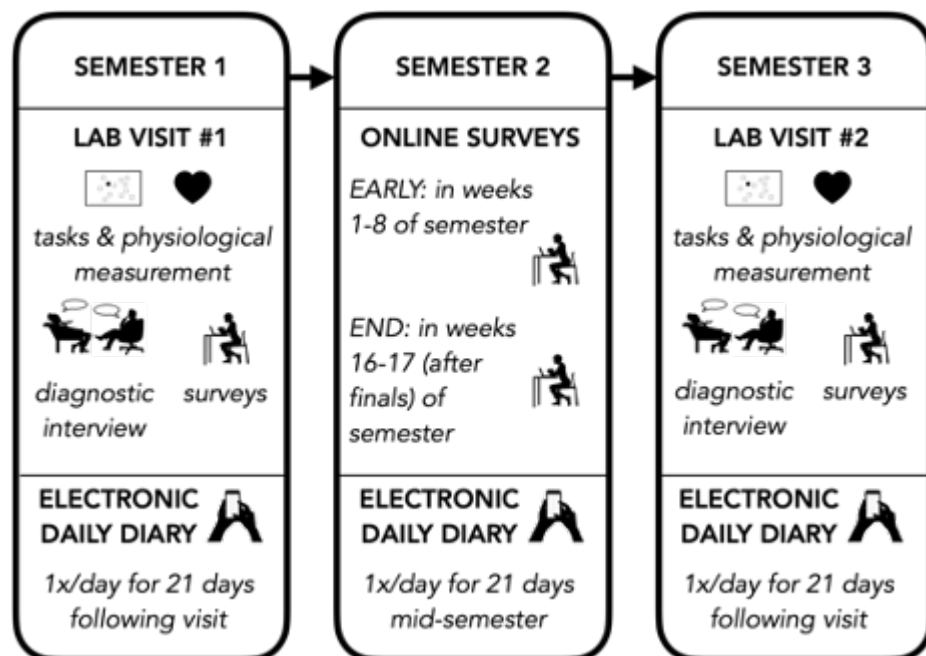 SEMESTER 1
LAB VISIT #1
tasks & physiological
measurement
diagnostic
interview
surveys
ELECTRONIC
DAILY DIARY
1x/day for 21 days
following visit
SEMESTER 2
ONLINE SURVEYS
EARLY: in weeks
1-8 of semester
END: in weeks
16-17 (after
finals) of
semester
ELECTRONIC
DAILY DIARY
1x/day for 21 days
mid-semester
SEMESTER 3
LAB VISIT #2
tasks & physiological
measurement
diagnostic
interview
surveys
ELECTRONIC
DAILY DIARY
1x/day for 21 days
following visit